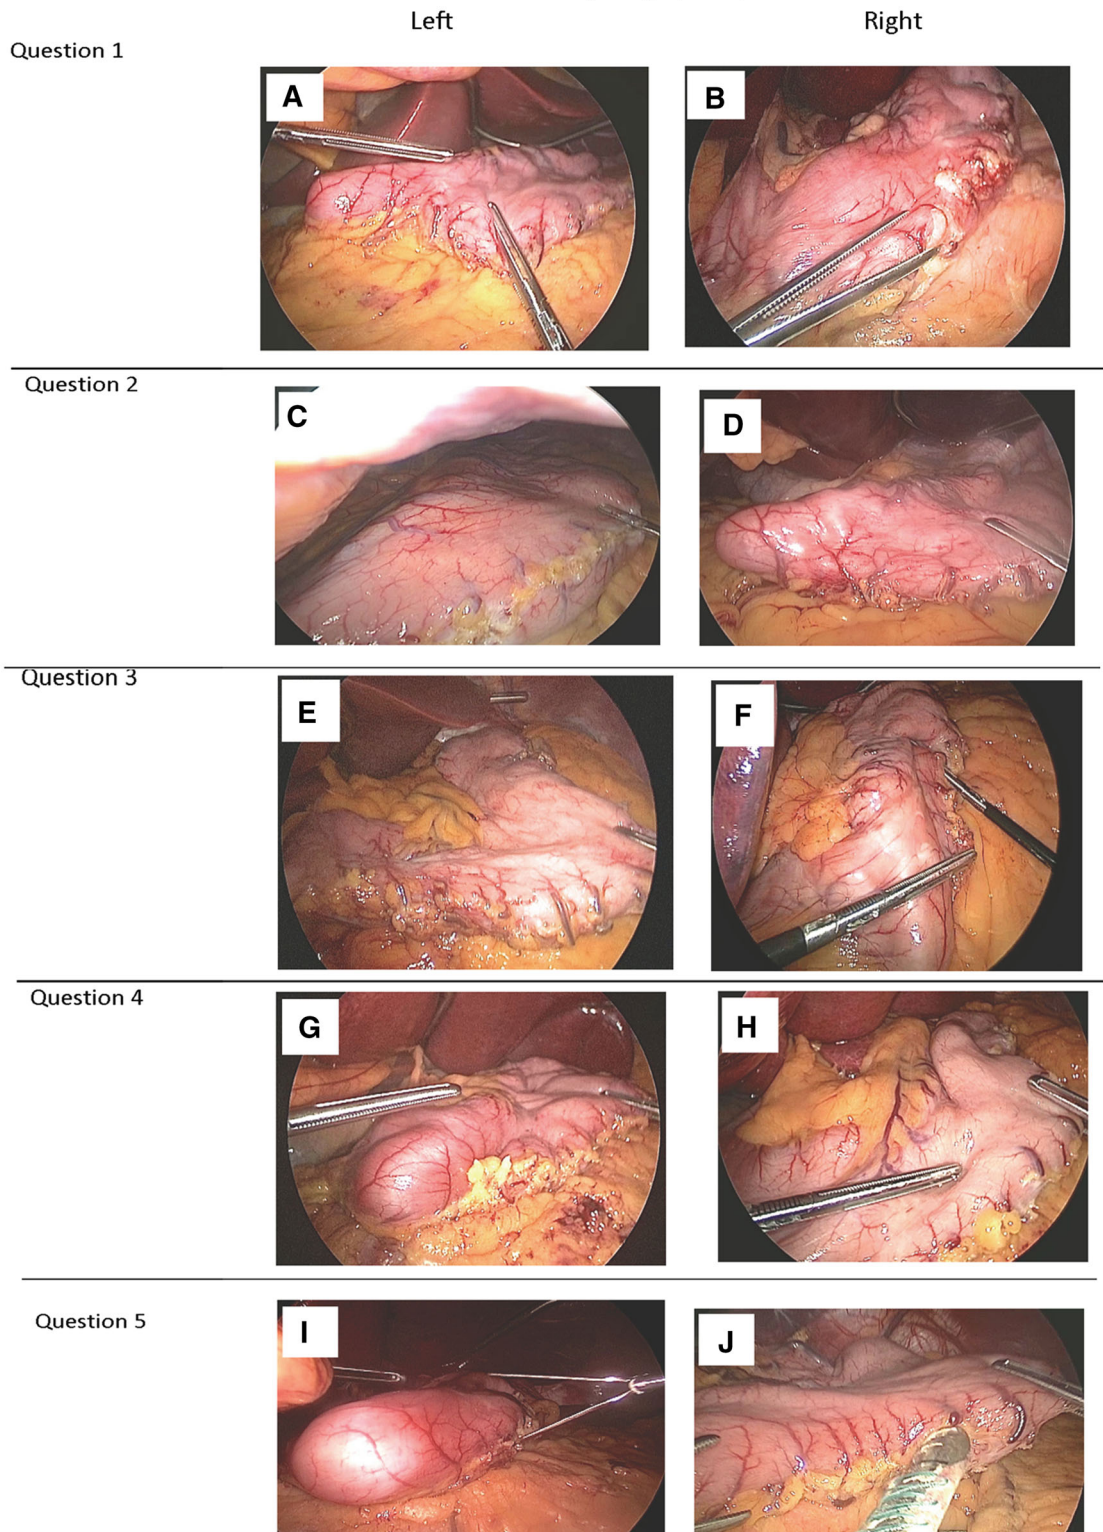 Left Right
Question 1
A B
Question 2
C D
Question 3
E F
Question 4
G H
Question 5
I J